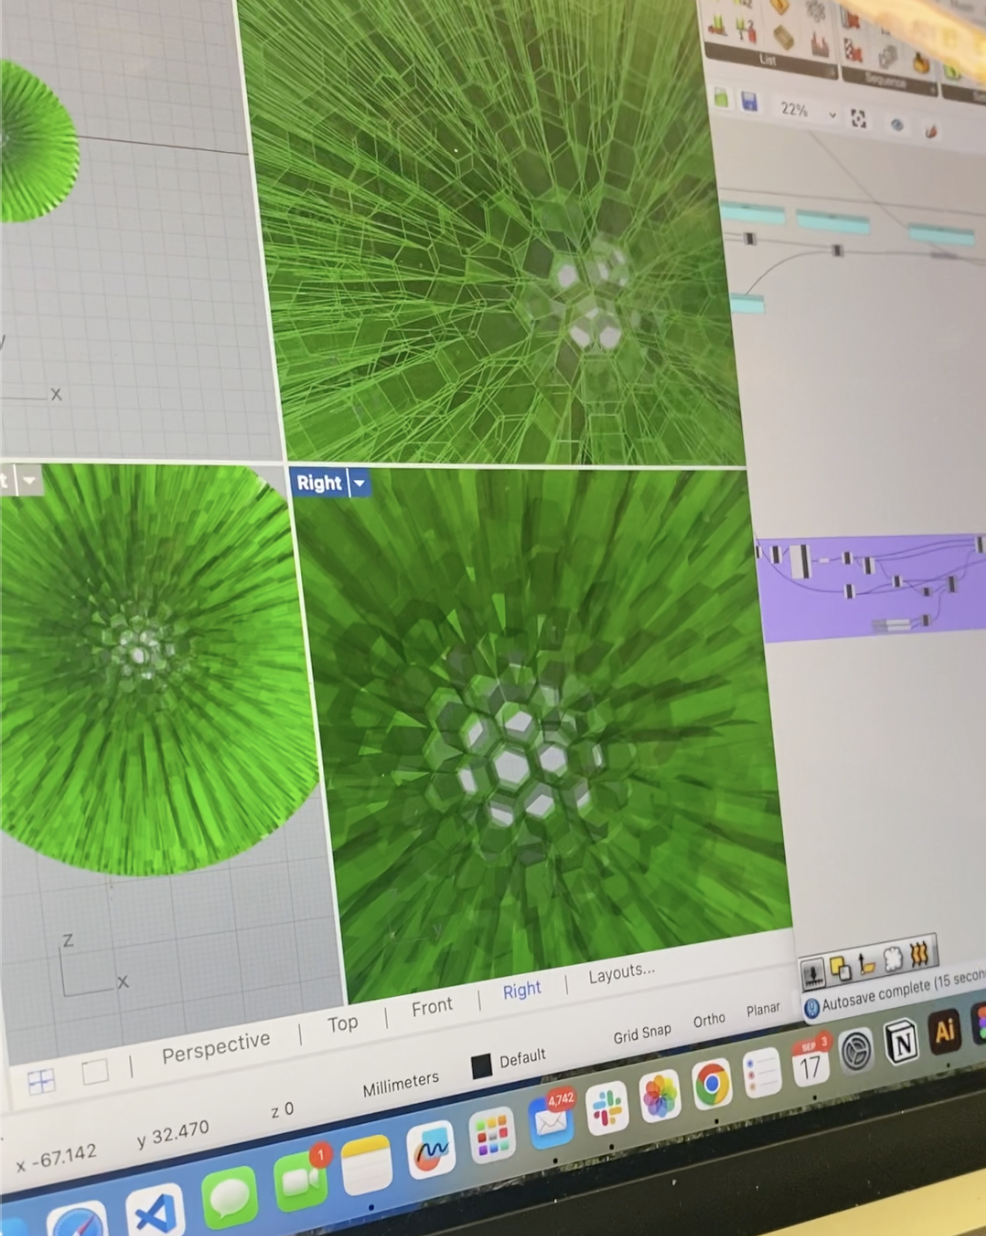 List
Sequence
22%
x
Right
z
x
Perspective
Top
Front
Right
Layouts...
Autosave complete (15 secon
Millimeters
Default
Grid Snap
Ortho
Planar
x -67.142
y 32.470
z 0
4,742
SEP
3
17
N
Ai
1